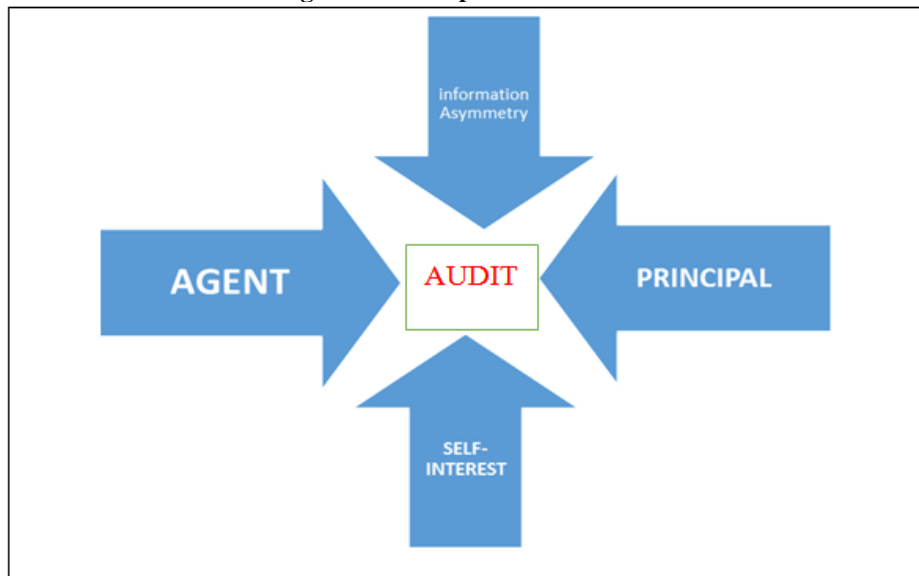 information
Asymmetry
AGENT
AUDIT
PRINCIPAL
SELF-
INTEREST